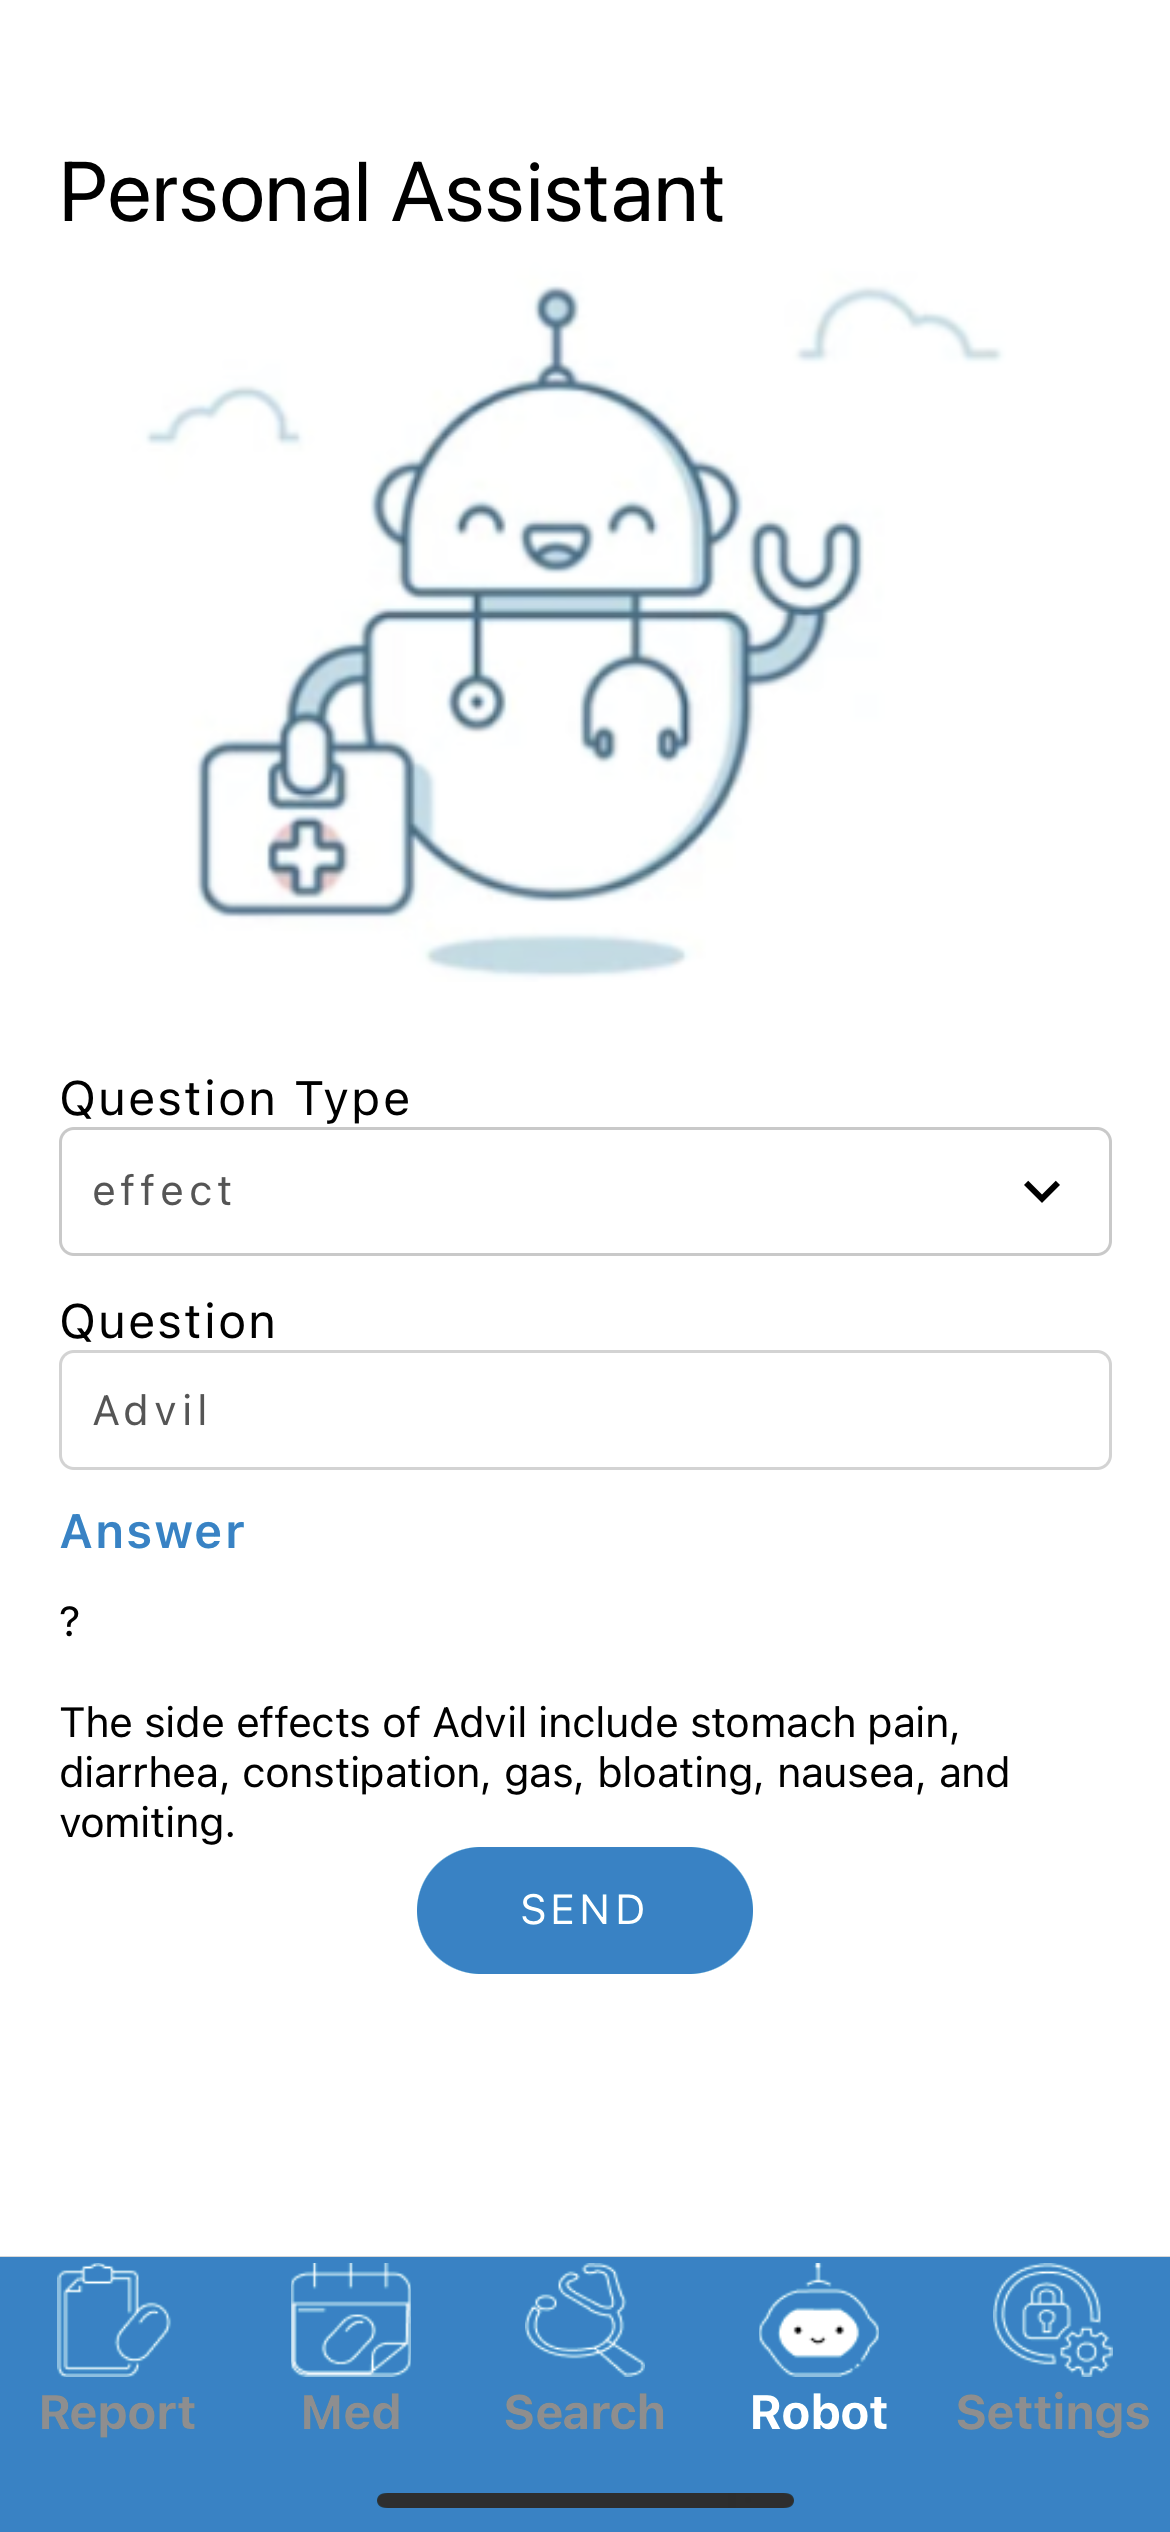 Personal Assistant
Question Type
effect
Question
Advil
Answer
?
The side effects of Advil include stomach pain,
diarrhea, constipation, gas, bloating, nausea, and
vomiting.
SEND
Report
Med
Search
Robot
Settings